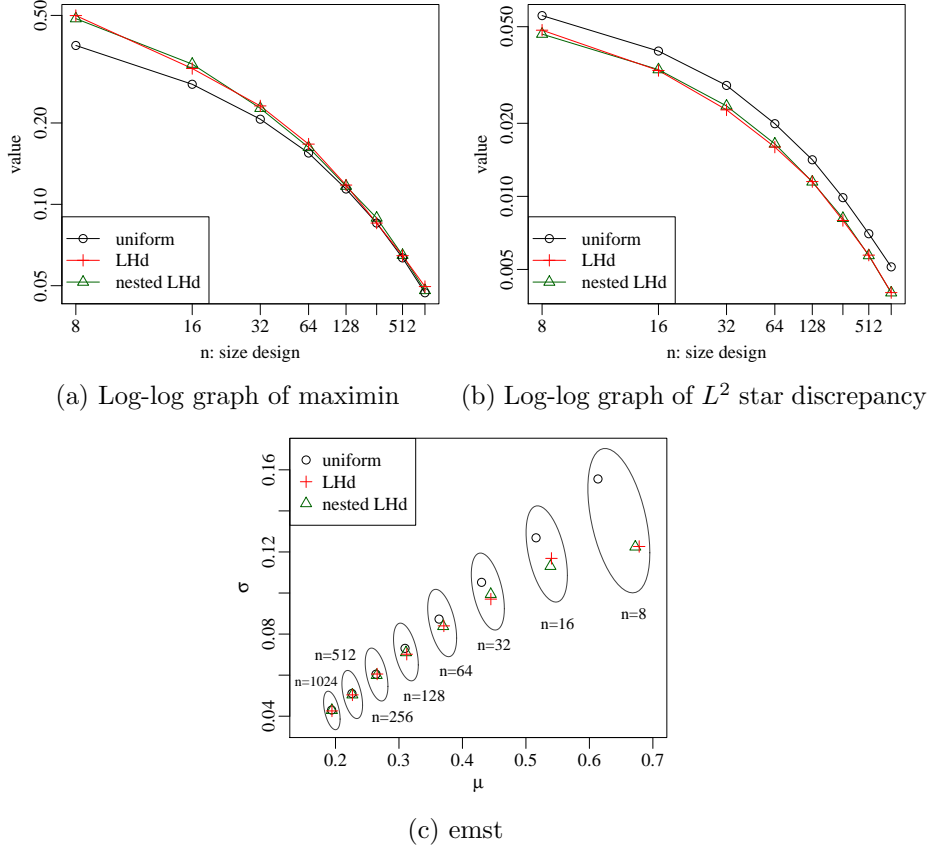 0.50
0.20
0.10
0.05
value
uniform
LHd
nested LHd
8 16 32 64 128 512
n: size design
(a) Log-log graph of maximin
0.050
0.020
0.010
0.005
value
uniform
LHd
nested LHd
8 16 32 64 128 512
n: size design
(b) Log-log graph of L² star discrepancy
0.16
0.12
0.08
0.04
σ
uniform
LHd
nested LHd
n=8
n=16
n=32
n=64
n=512
n=128
n=1024
n=256
0.2 0.3 0.4 0.5 0.6 0.7
μ
(c) emst